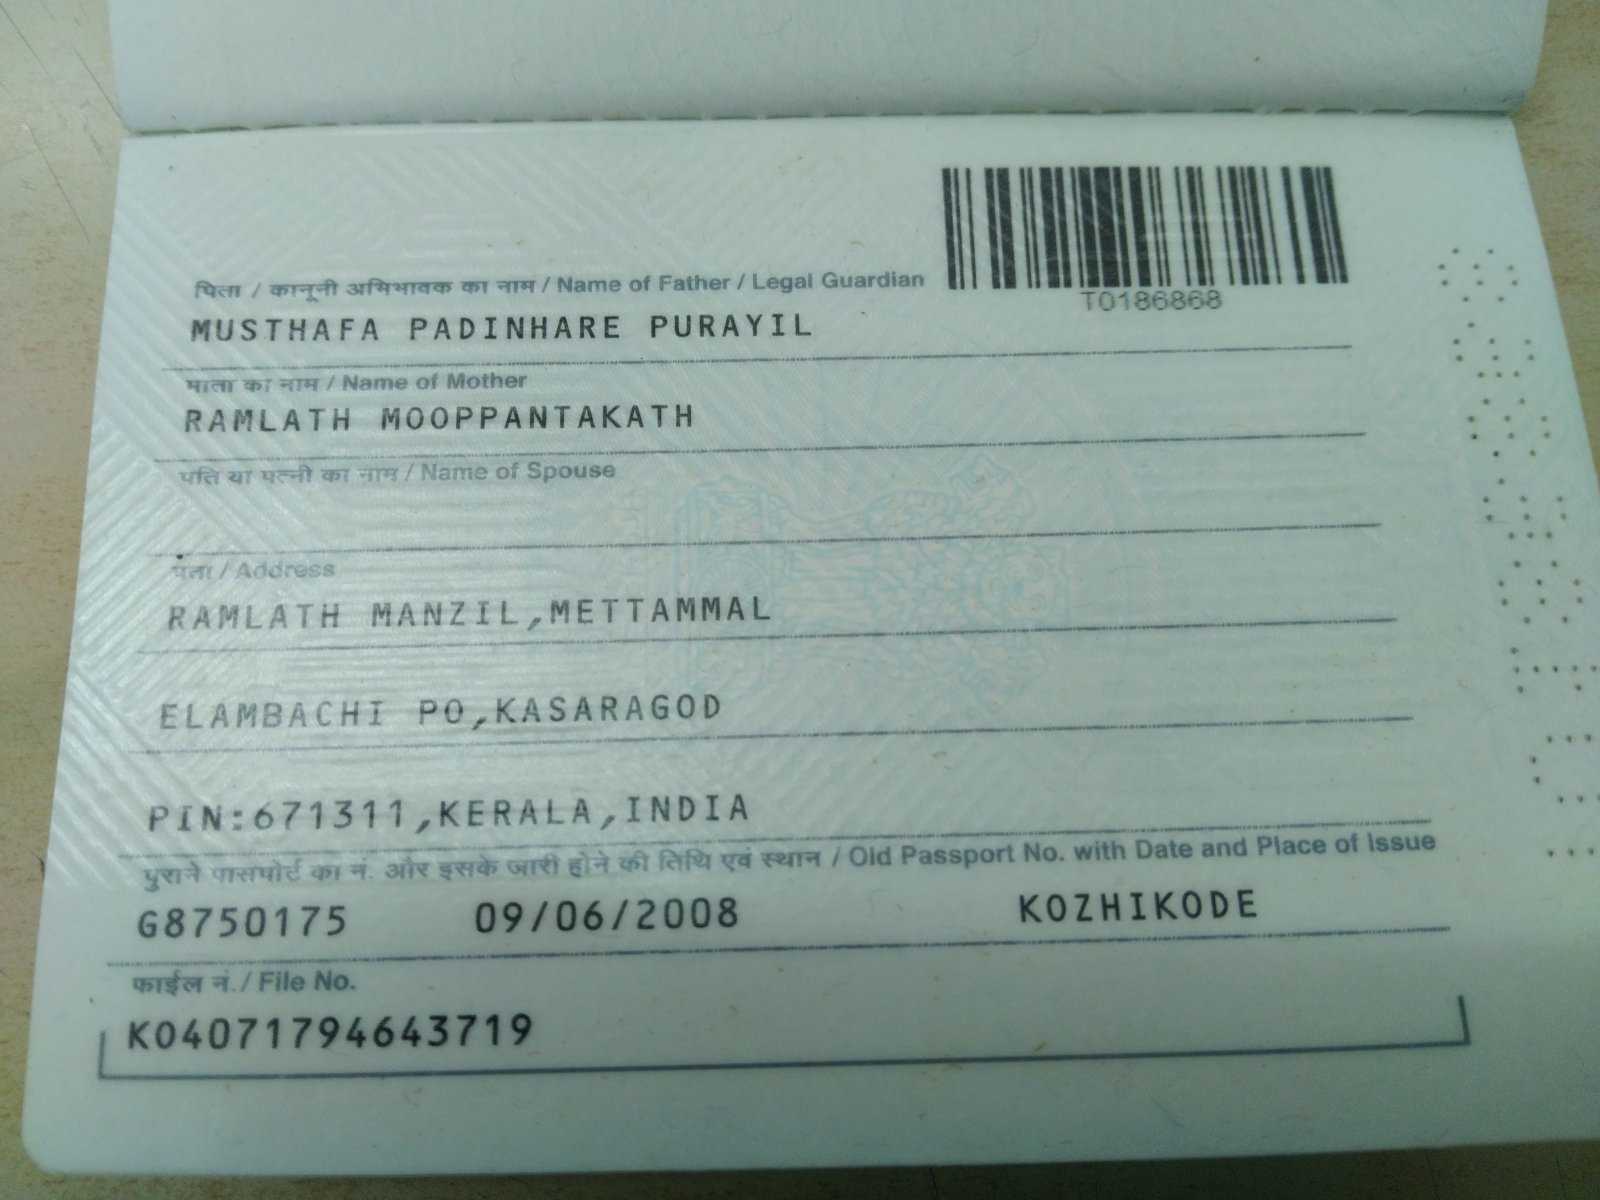 T0186868
पिता / कानूनी अभिभावक का नाम / Name of Father / Legal Guardian
MUSTHAFA PADINHARE PURAYIL
माता का नाम / Name of Mother
RAMLATH MOOPPANTAKATH
पति या पत्नी का नाम / Name of Spouse
पता / Address
RAMLATH MANZIL,METTAMMAL
ELAMBACHI PO,KASARAGOD
PIN:671311,KERALA,INDIA
पुराने पासपोर्ट का नं. और इसके जारी होने की तिथि एवं स्थान / Old Passport No. with Date and Place of Issue
G8750175 09/06/2008 KOZHIKODE
फाईल नं. / File No.
K040717946​43719